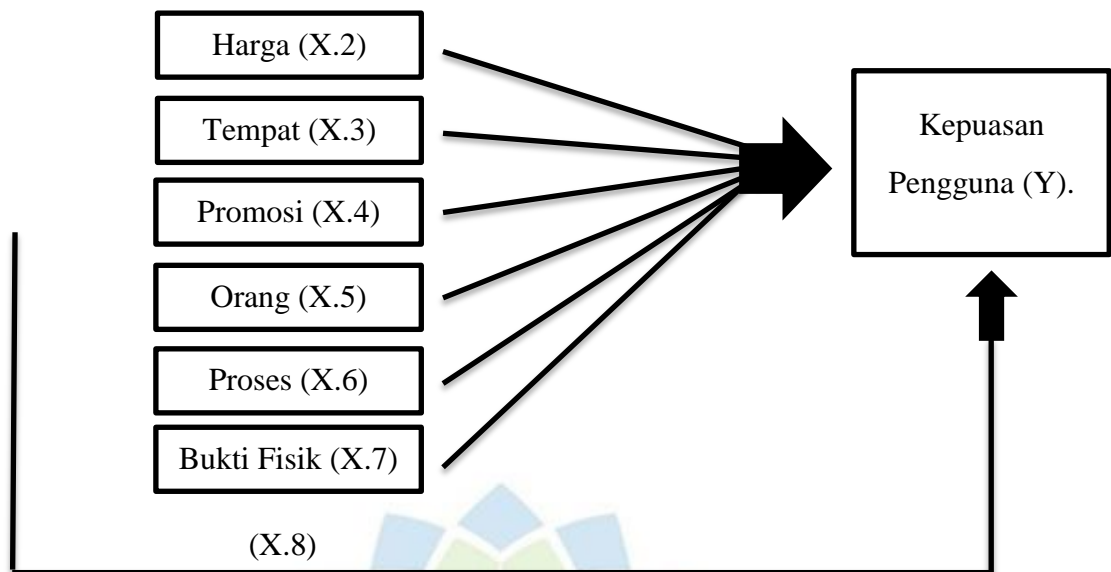 Harga (X.2)
Tempat (X.3)
Promosi (X.4)
Orang (X.5)
Proses (X.6)
Bukti Fisik (X.7)
(X.8)
Kepuasan
Pengguna (Y).